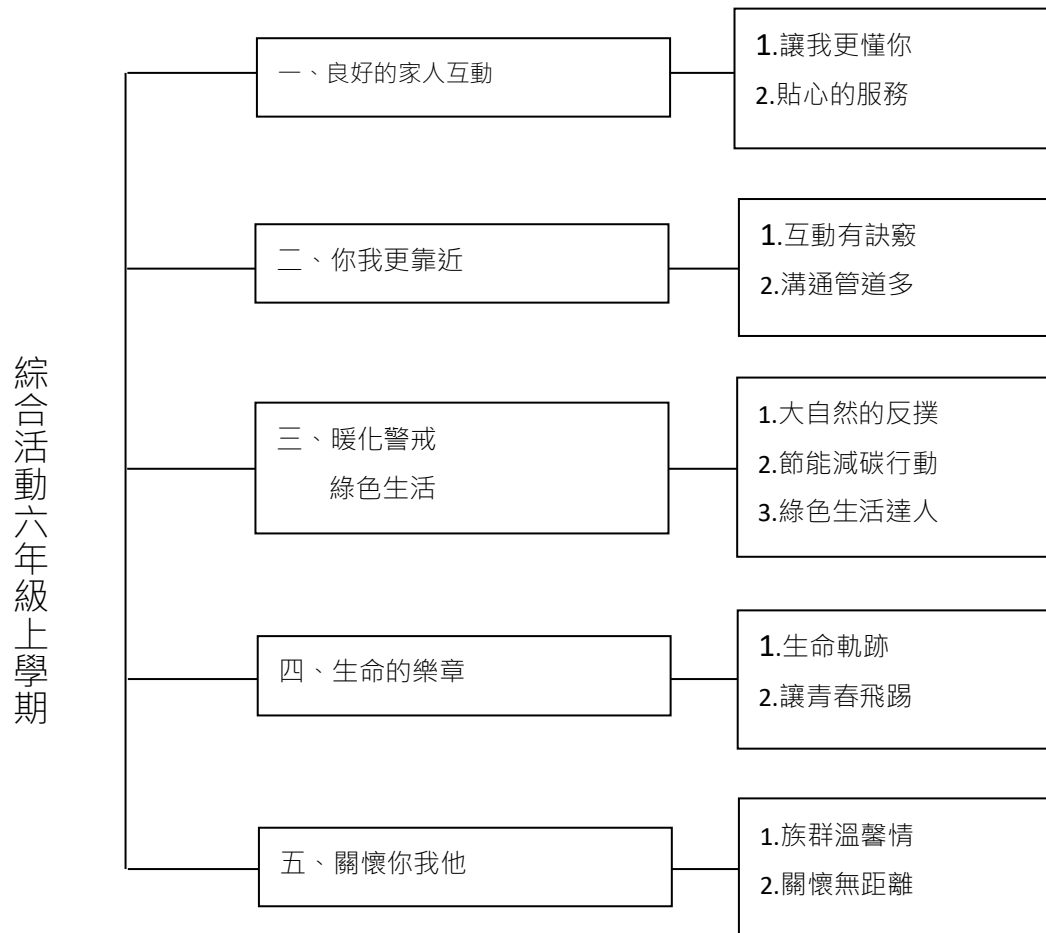 綜合活動六年級上學期
一、良好的家人互動
1.讓我更懂你
2.貼心的服務
二、你我更靠近
1.互動有訣竅
2.溝通管道多
三、暖化警戒
綠色生活
1.大自然的反撲
2.節能減碳行動
3.綠色生活達人
四、生命的樂章
1.生命軌跡
2.讓青春飛踢
五、關懷你我他
1.族群溫馨情
2.關懷無距離